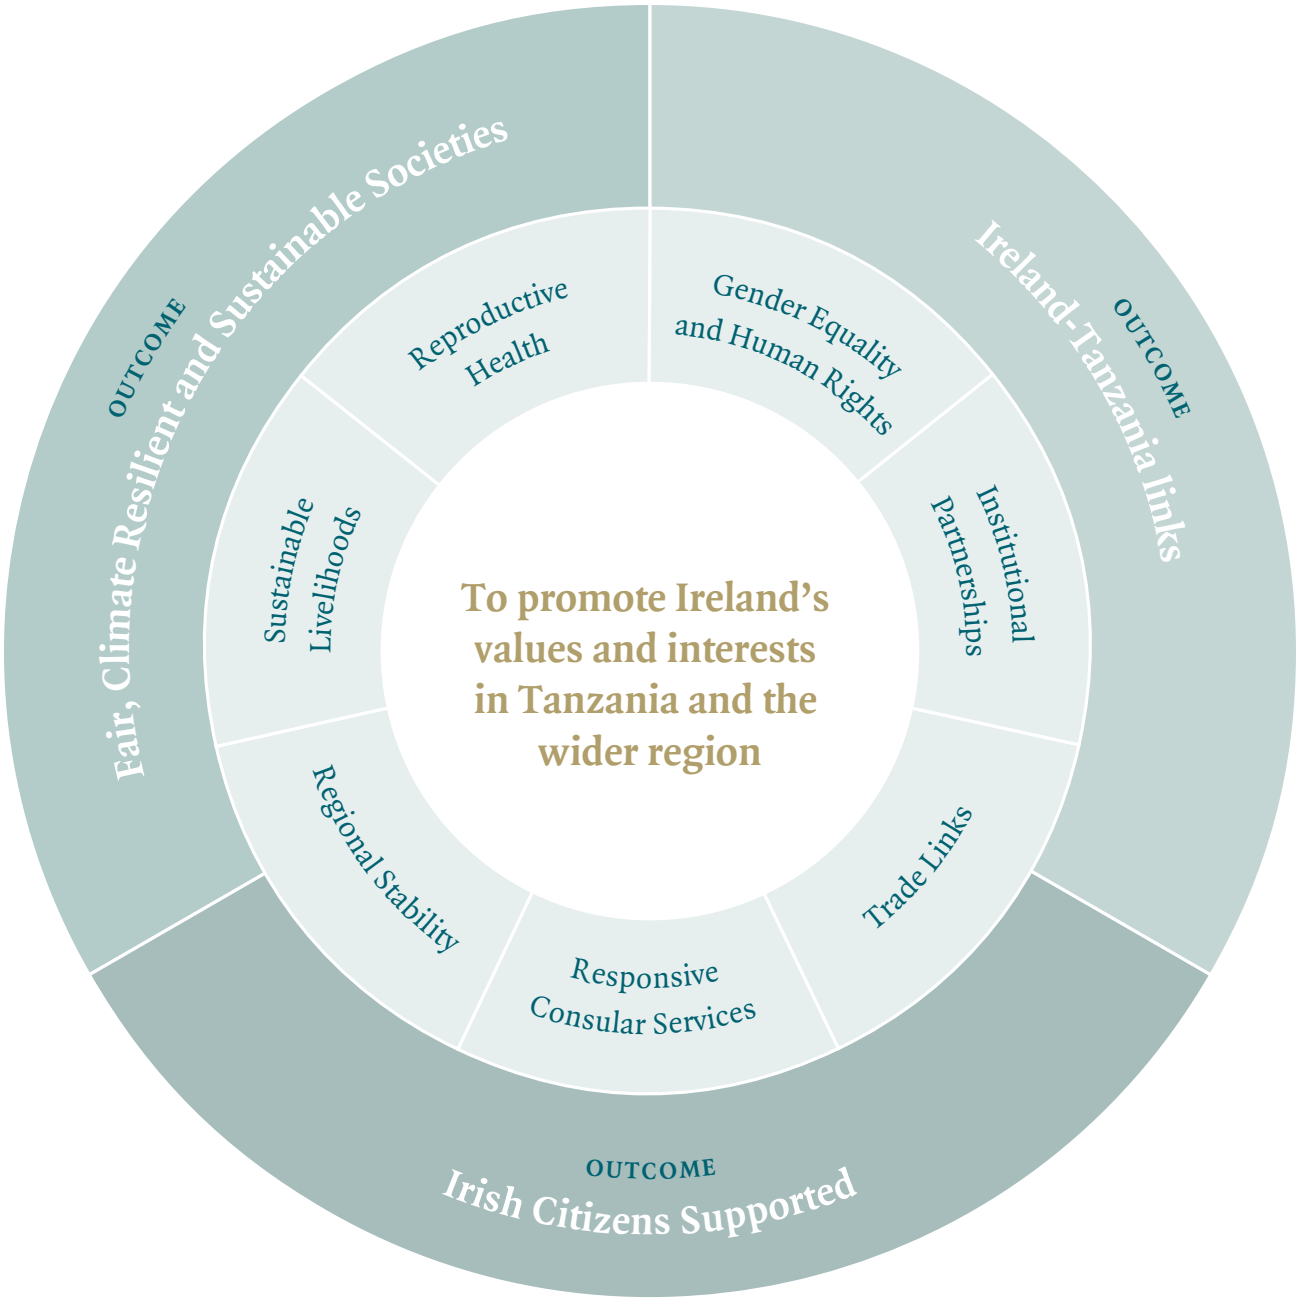 OUTCOME
Fair, Climate Resilient and Sustainable Societies
OUTCOME
Ireland-Tanzania links
OUTCOME
Irish Citizens Supported
Reproductive
Health
Gender Equality
and Human Rights
Institutional
Partnerships
Trade Links
Responsive
Consular Services
Regional Stability
Sustainable
Livelihoods
To promote Ireland’s
values and interests
in Tanzania and the
wider region